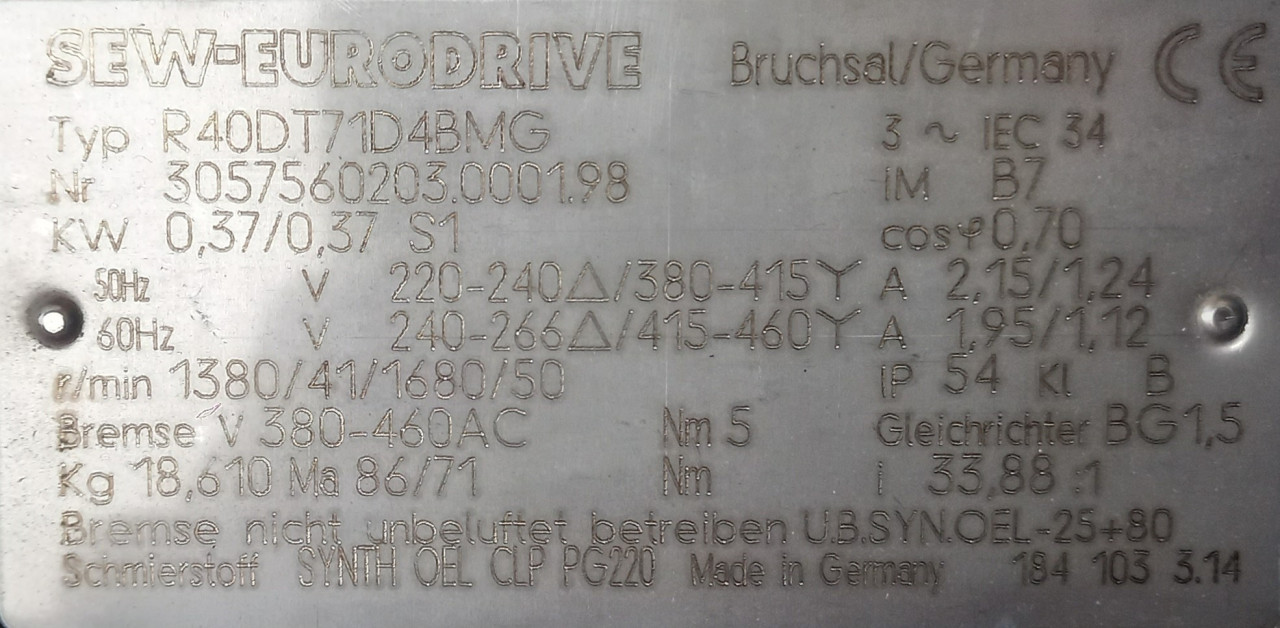 SEW-EURODRIVE Bruchsal/Germany CE
Typ R40DT71D4BMG 3 ~ IEC 34
Nr 3057560203.0001.98 IM B7
KW 0,37/0,37 S1 cosφ 0,70
50Hz V 220-240△/380-415Y A 2,15/1,24
60Hz V 240-266△/415-460Y A 1,95/1,12
r/min 1380/41/1680/50 IP 54 Kl B
Bremse V 380-460AC Nm 5 Gleichrichter BG1,5
Kg 18,610 Ma 86/71 Nm i 33,88 :1
Bremse nicht unbeluftet betreiben U.B.SYN.OEL-25+80
Schmierstoff SYNTH OEL CLP PG220 Made in Germany 184 103 3.14